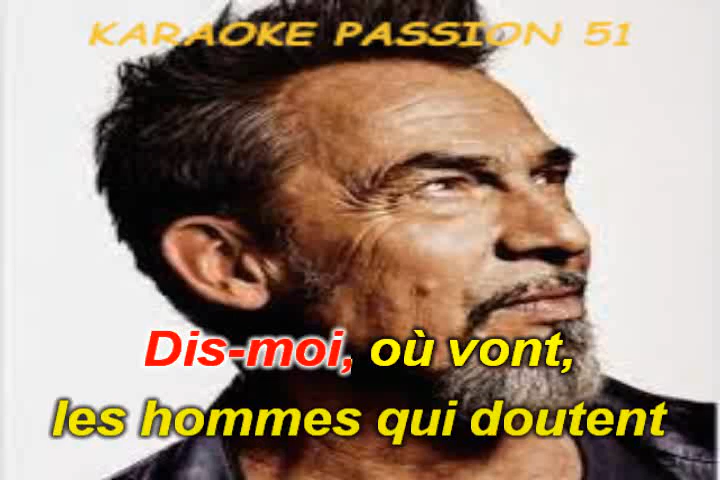 KARAOKE PASSION 51
Dis-moi, où vont,
les hommes qui doutent